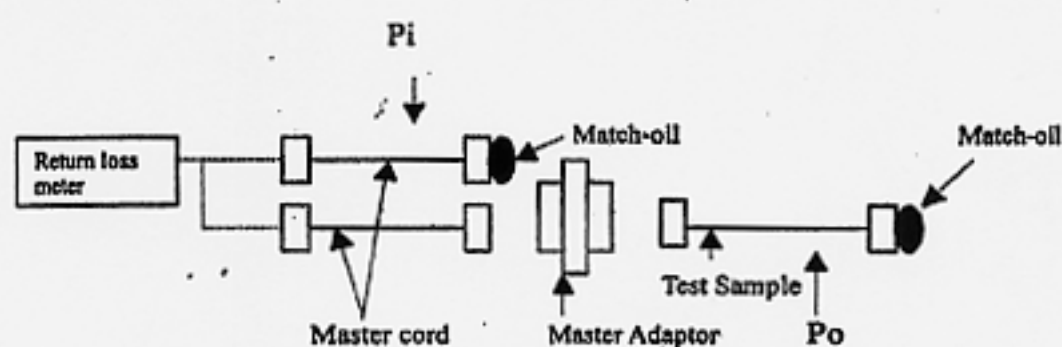 Pi
Match-oil
Match-oil
Return loss
meter
Test Sample
Master cord
Master Adaptor
Po